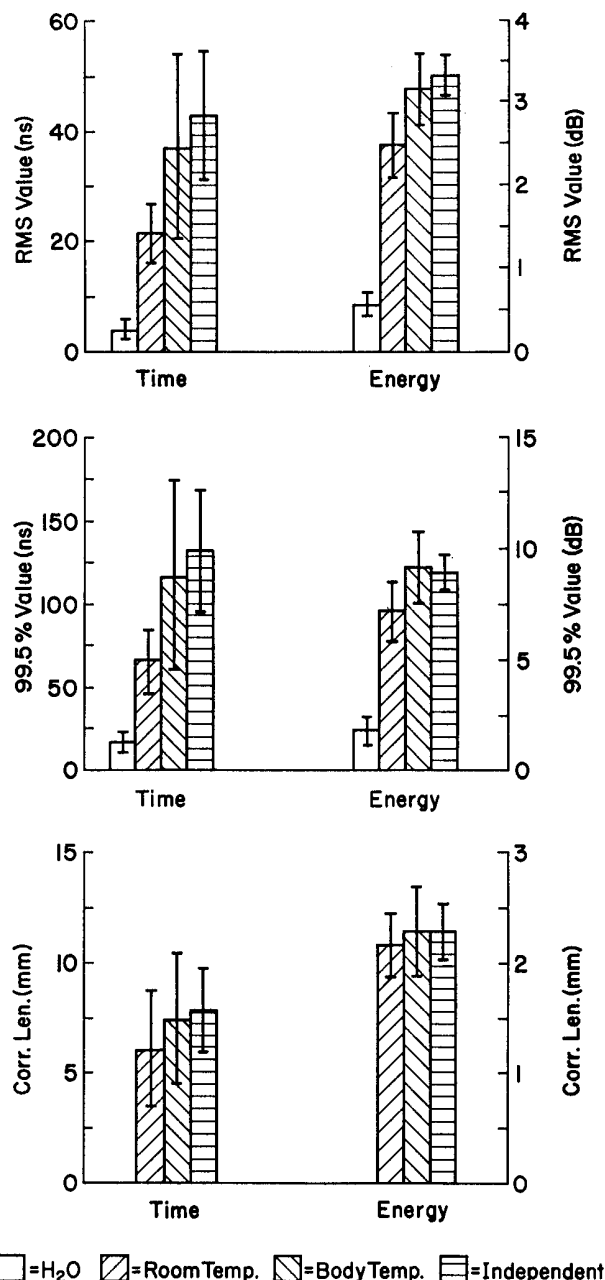 60
40
20
0
RMS Value (ns)
4
3
2
1
0
RMS Value (dB)
Time Energy
200
150
100
50
0
99.5% Value (ns)
15
10
5
0
99.5% Value (dB)
Time Energy
15
10
5
0
Corr. Len. (mm)
3
2
1
0
Corr. Len. (mm)
Time Energy
=H₂O =Room Temp. =Body Temp. =Independent